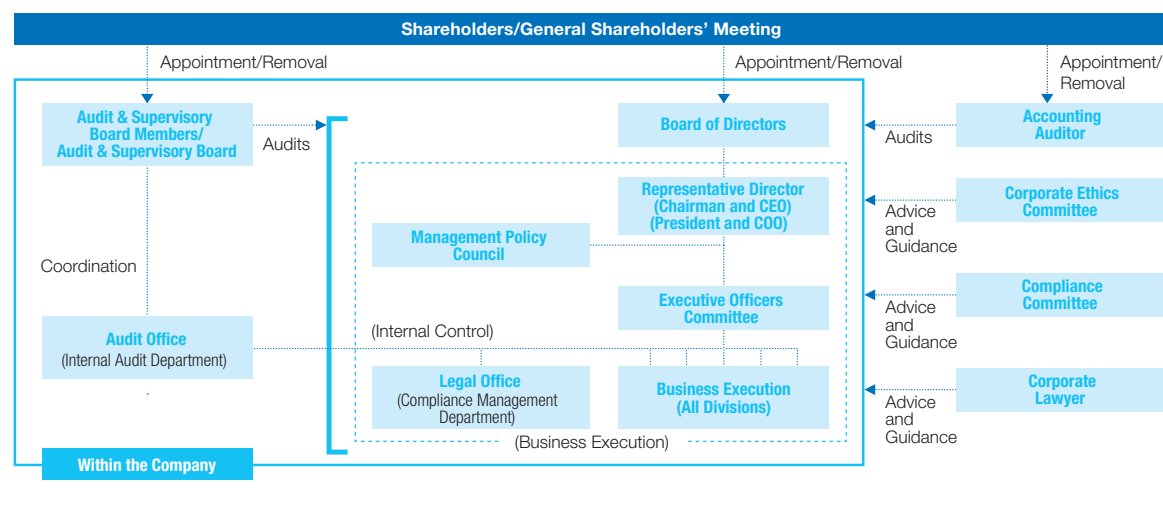 Shareholders/General Shareholders' Meeting
Appointment/Removal
Appointment/Removal
Appointment/
Removal
Audit & Supervisory
Board Members/
Audit & Supervisory Board
Audits
Board of Directors
Audits
Accounting
Auditor
Representative Director
(Chairman and CEO)
(President and COO)
Advice
and
Guidance
Corporate Ethics
Committee
Management Policy
Council
Coordination
Executive Officers
Committee
Advice
and
Guidance
Compliance
Committee
Audit Office
(Internal Audit Department)
(Internal Control)
Legal Office
(Compliance Management
Department)
Business Execution
(All Divisions)
Advice
and
Guidance
Corporate
Lawyer
(Business Execution)
Within the Company